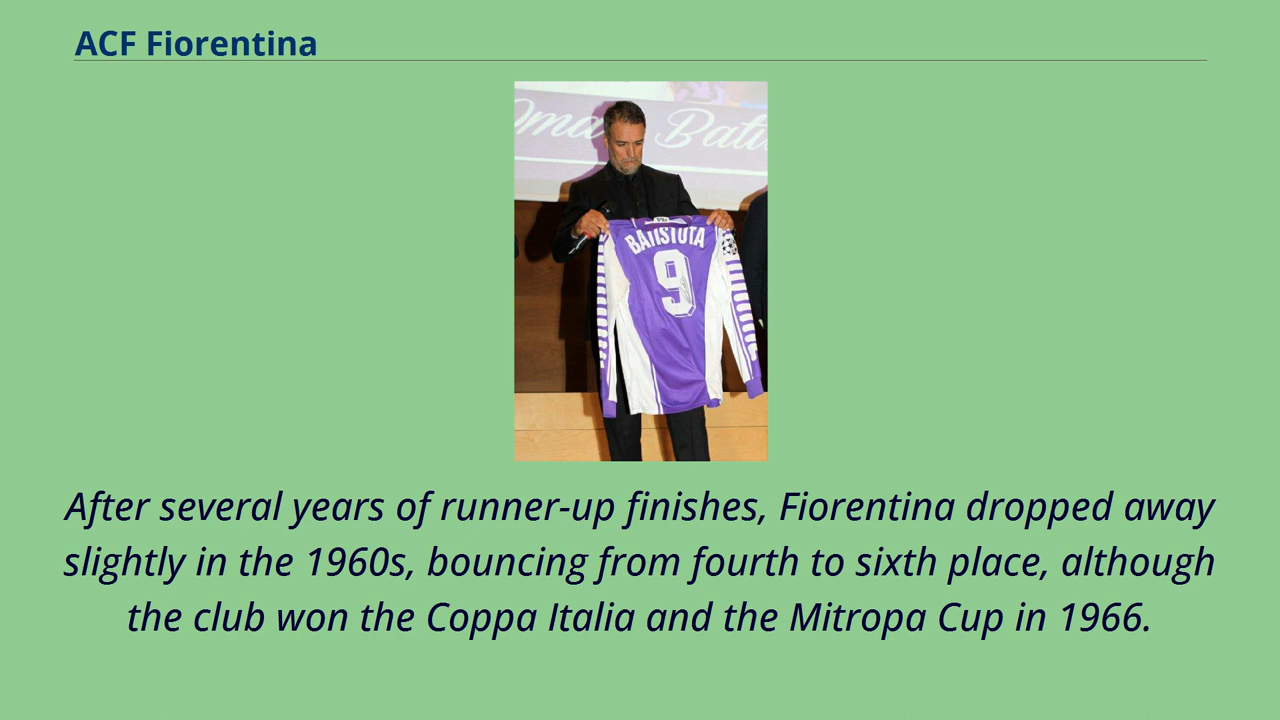 ACF Fiorentina
Batis
BATISTUTA
9
After several years of runner-up finishes, Fiorentina dropped away
slightly in the 1960s, bouncing from fourth to sixth place, although
the club won the Coppa Italia and the Mitropa Cup in 1966.